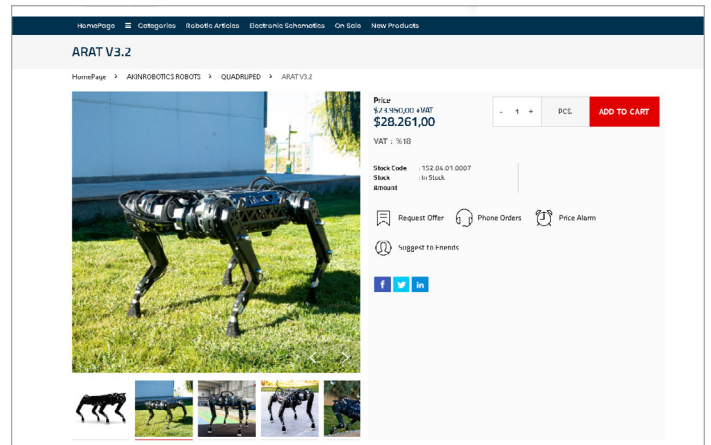 HomePage ☰ Categories Robotic Articles Electronic Schematics On Sale New Products
ARAT V3.2
HomePage > AKINROBOTICS ROBOTS > QUADRUPED > ARAT V3.2
Price
$23.950,00 +VAT
$28.261,00
- 1 + PCS. ADD TO CART
VAT : %18
Stock Code : 152.04.01.0007
Stock : In Stock
Amount
Request Offer Phone Orders Price Alarm
Suggest to Friends
f in